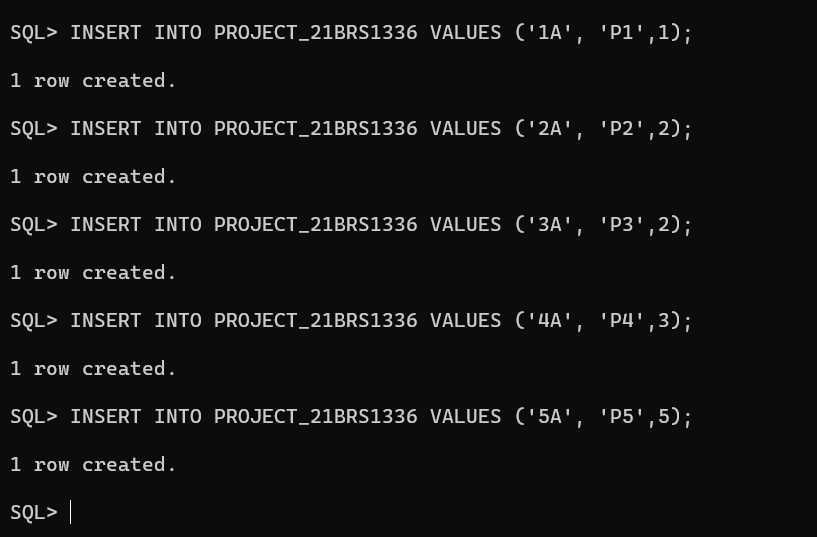 SQL> INSERT INTO PROJECT_21BRS1336 VALUES ('1A', 'P1',1);
1 row created.
SQL> INSERT INTO PROJECT_21BRS1336 VALUES ('2A', 'P2',2);
1 row created.
SQL> INSERT INTO PROJECT_21BRS1336 VALUES ('3A', 'P3',2);
1 row created.
SQL> INSERT INTO PROJECT_21BRS1336 VALUES ('4A', 'P4',3);
1 row created.
SQL> INSERT INTO PROJECT_21BRS1336 VALUES ('5A', 'P5',5);
1 row created.
SQL>